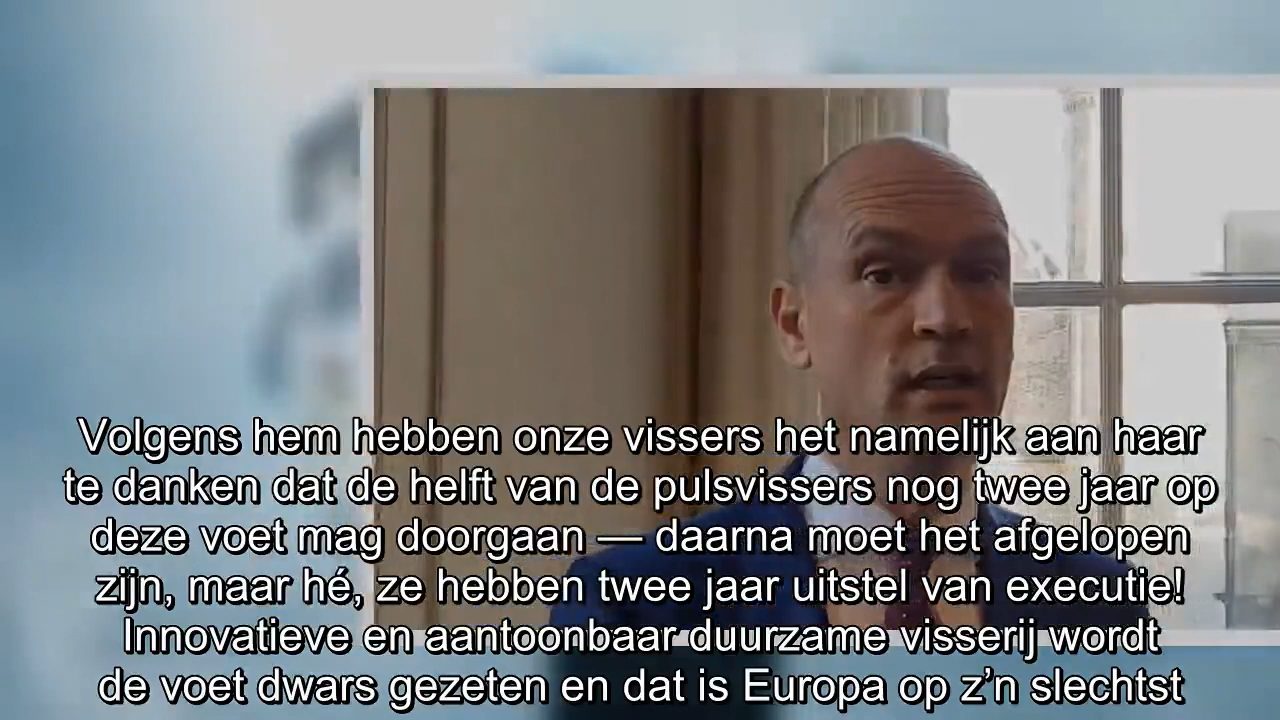 Volgens hem hebben onze vissers het namelijk aan haar
te danken dat de helft van de pulsvissers nog twee jaar op
deze voet mag doorgaan — daarna moet het afgelopen
zijn, maar hé, ze hebben twee jaar uitstel van executie!
Innovatieve en aantoonbaar duurzame visserij wordt
de voet dwars gezeten en dat is Europa op z’n slechtst